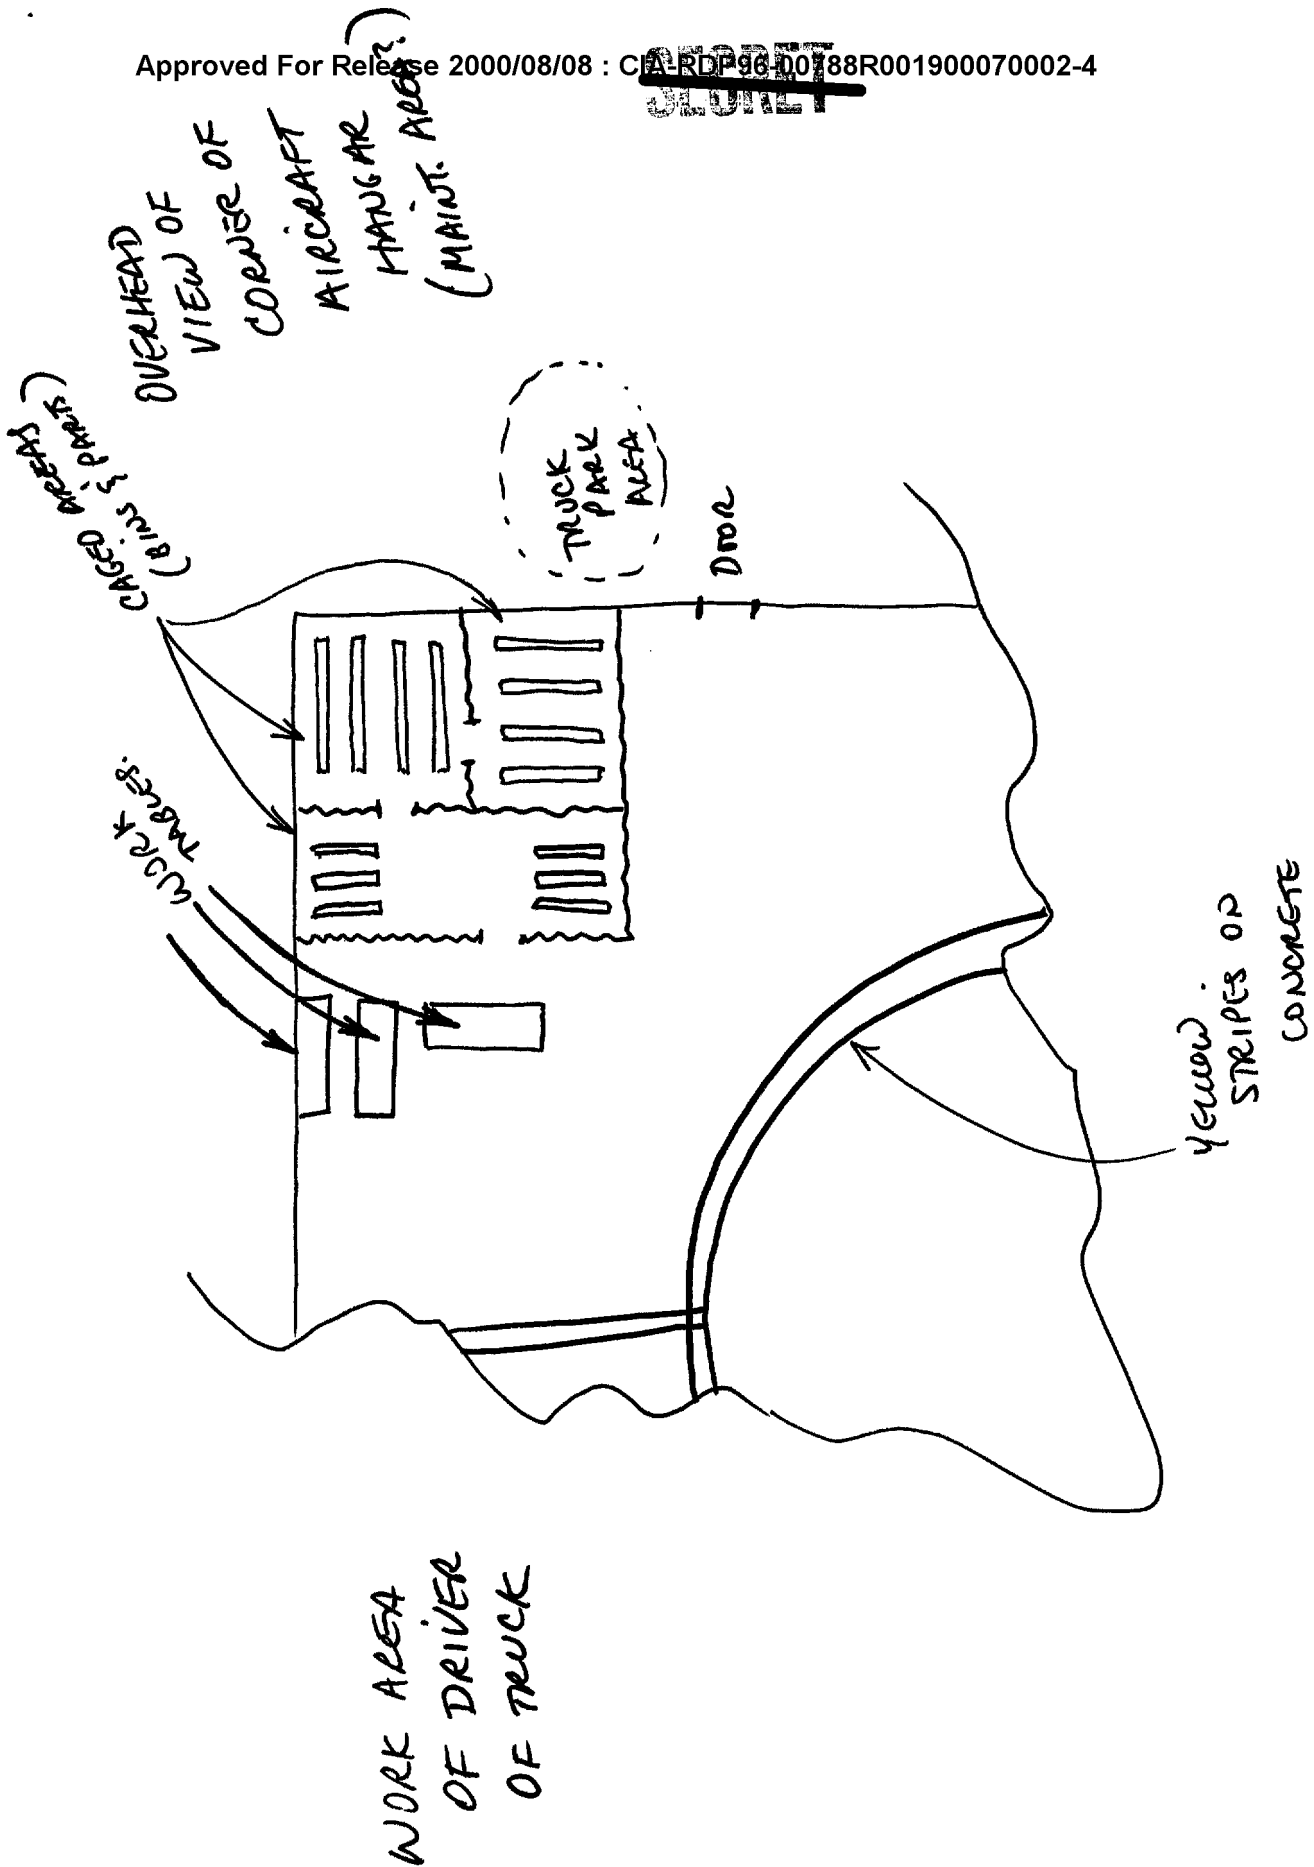 Approved For Release 2000/08/08 : CIA-RDP96-00788R001900070002-4
SECRET
SECRET
WORK AREA
OF DRIVER
OF TRUCK
WORK
TABLES.
CAGED AREAS
(BINS & PARTS)
OVERHEAD
VIEW OF
CORNER OF
AIRCRAFT
HANGAR
(MAINT. AREA?)
TRUCK
PARK
AREA
DOOR
YELLOW
STRIPES ON
CONCRETE